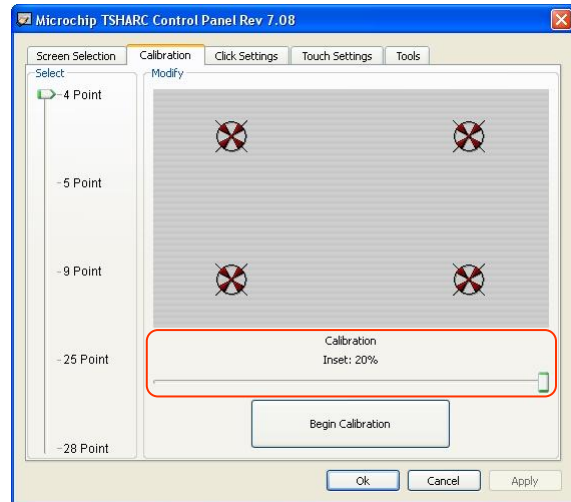 Microchip TSHARC Control Panel Rev 7.08
Screen Selection Calibration Click Settings Touch Settings Tools
Select
Modify
4 Point
5 Point
9 Point
25 Point
28 Point
Calibration
Inset: 20%
Begin Calibration
Ok Cancel Apply